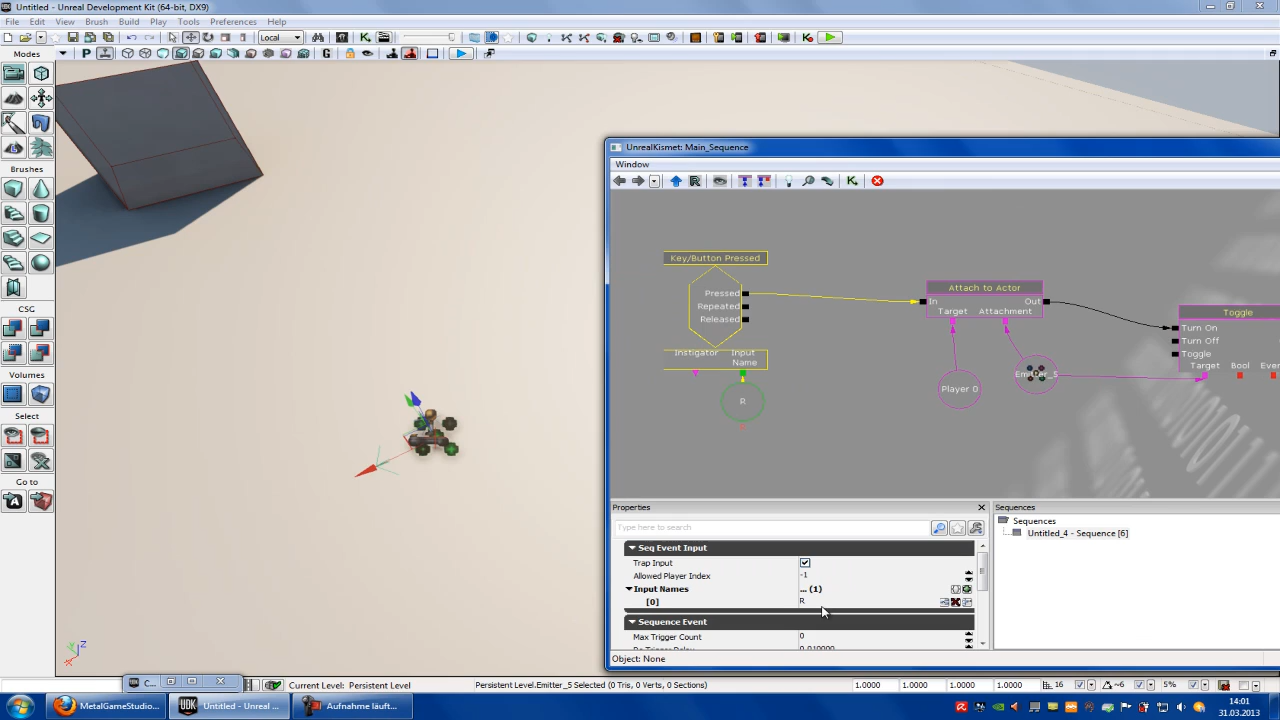 Untitled - Unreal Development Kit (64-bit, DX9)
File Edit View Brush Build Play Tools Preferences Help
Local
Modes
Brushes
CSG
Volumes
Select
Go to
UnrealKismet: Main_Sequence
Window
Key/Button Pressed
Pressed
Repeated
Released
Instigator Input Name
R
Attach to Actor
In Out
Target Attachment
Player 0
Emitter_5
Toggle
Turn On
Turn Off
Toggle
Target Bool
Properties
Type here to search
Seq Event Input
Trap Input
Allowed Player Index -1
Input Names ... (1)
[0] R
Sequence Event
Max Trigger Count 0
Sequences
Sequences
Untitled_4 - Sequence [6]
Object: None
C...
Current Level: Persistent Level
Persistent Level.Emitter_5 Selected (0 Tris, 0 Verts, 0 Sections)
1.0000 1.0000 1.0000 1.0000 16 5%
MetalGameStudio...
Untitled - Unreal ...
Aufnahme läuft...
14:01
31.03.2013